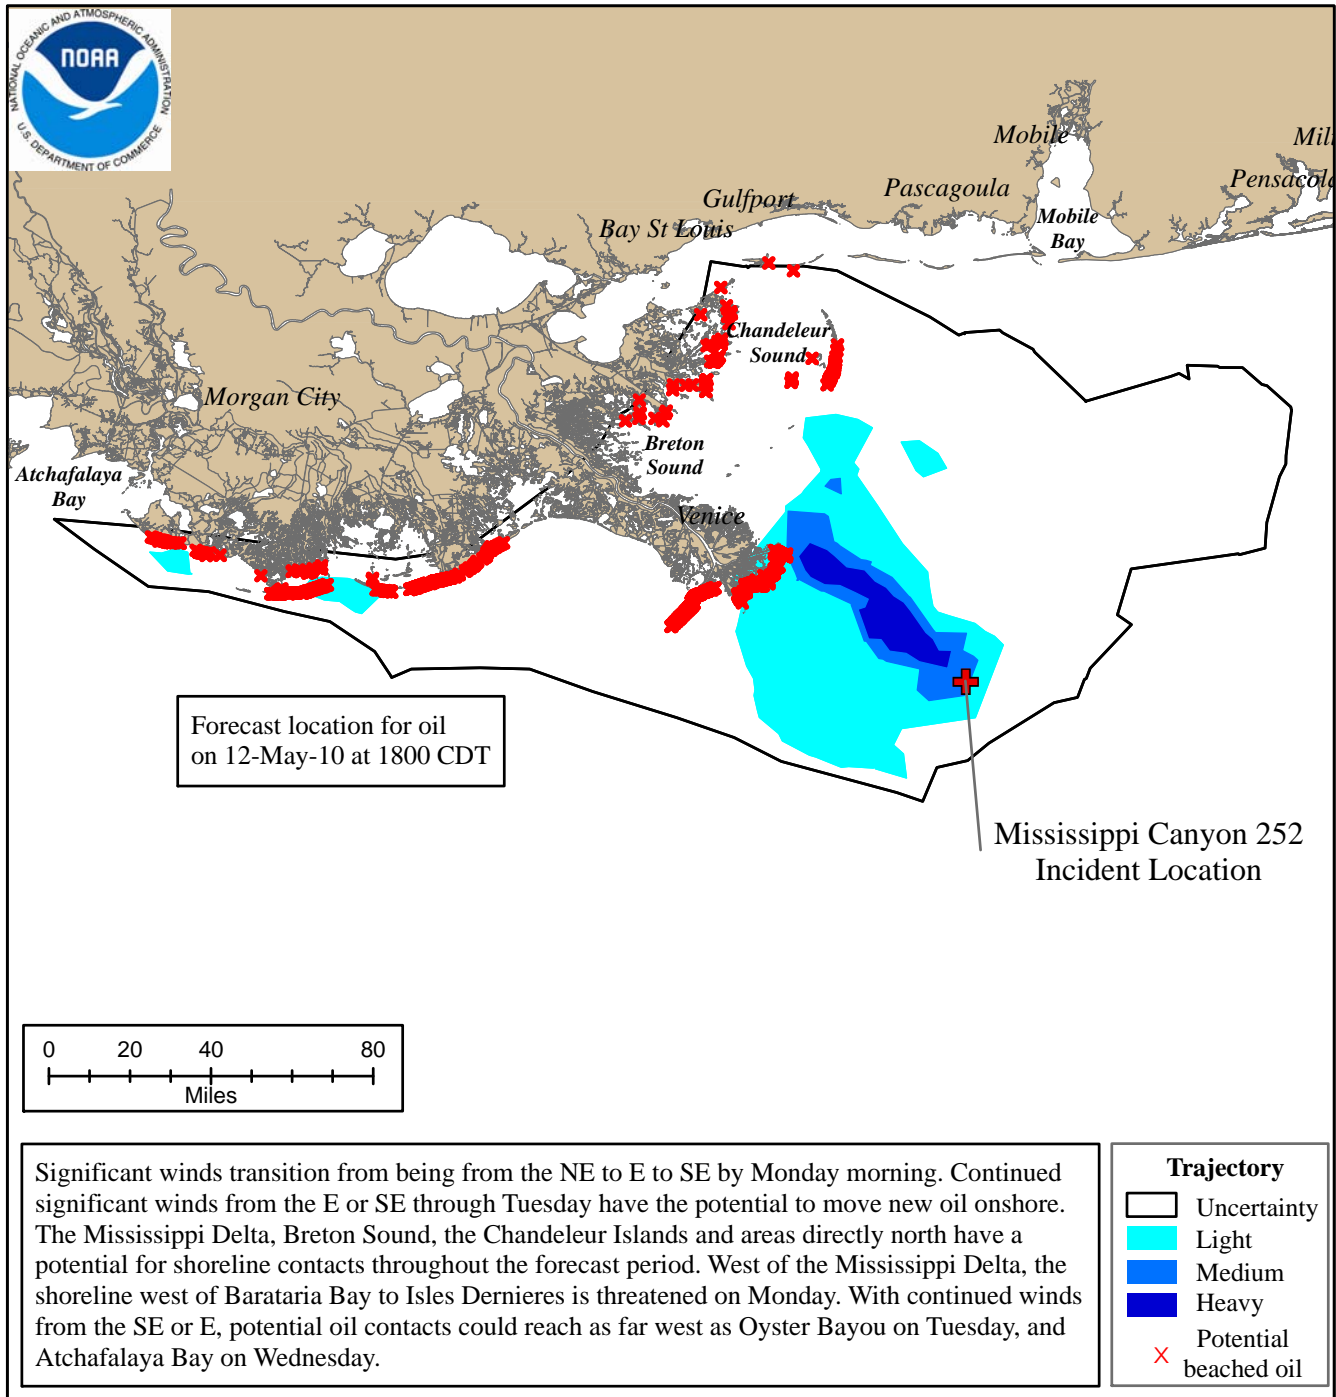 NATIONAL OCEANIC AND ATMOSPHERIC ADMINISTRATION
NOAA
U.S. DEPARTMENT OF COMMERCE
Mobile
Mil
Pensacola
Pascagoula
Gulfport
Mobile
Bay
Bay St Louis
Chandeleur
Sound
Morgan City
Breton
Sound
Atchafalaya
Bay
Venice
Forecast location for oil
on 12-May-10 at 1800 CDT
Mississippi Canyon 252
Incident Location
0 20 40 80
Miles
Significant winds transition from being from the NE to E to SE by Monday morning. Continued
significant winds from the E or SE through Tuesday have the potential to move new oil onshore.
The Mississippi Delta, Breton Sound, the Chandeleur Islands and areas directly north have a
potential for shoreline contacts throughout the forecast period. West of the Mississippi Delta, the
shoreline west of Barataria Bay to Isles Dernieres is threatened on Monday. With continued winds
from the SE or E, potential oil contacts could reach as far west as Oyster Bayou on Tuesday, and
Atchafalaya Bay on Wednesday.
Trajectory
Uncertainty
Light
Medium
Heavy
Potential
beached oil